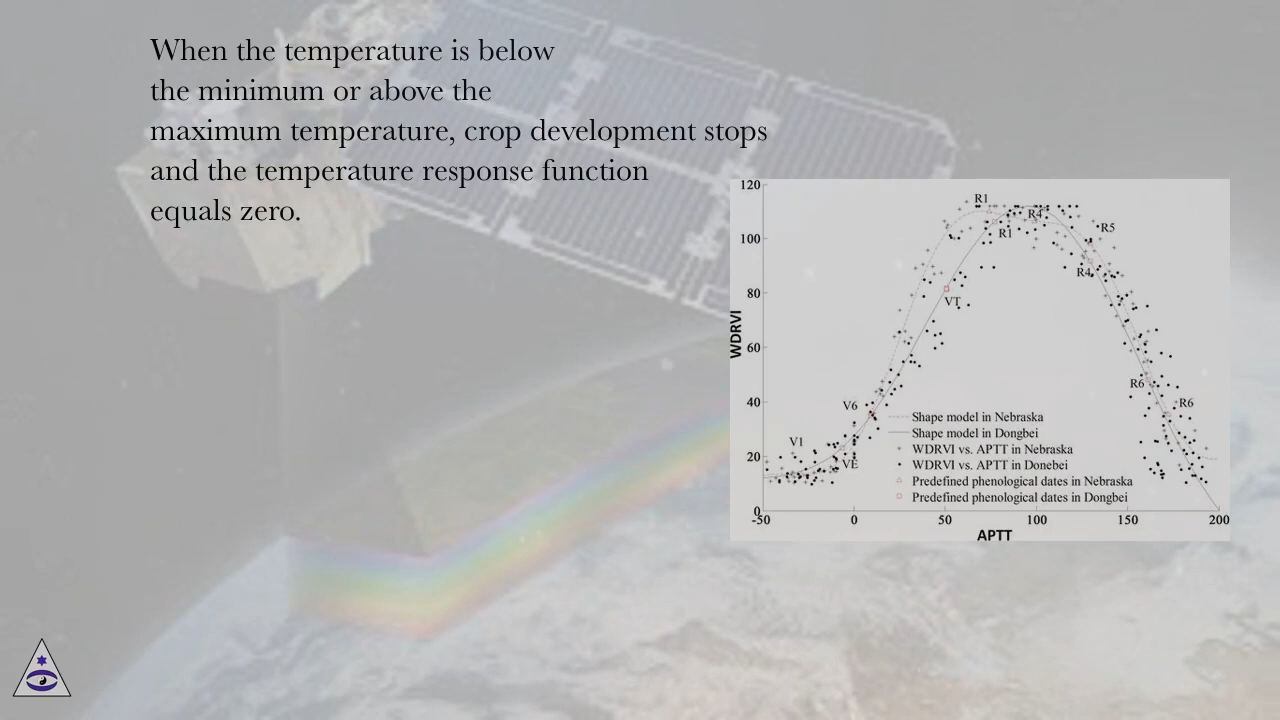 When the temperature is below
the minimum or above the
maximum temperature, crop development stops
and the temperature response function
equals zero.
120
100
80
60
40
20
0
WDRVI
R1
R4
R1
R5
R4
VT
V6
R6
R6
V1
VE
Shape model in Nebraska
Shape model in Dongbei
WDRVI vs. APTT in Nebraska
WDRVI vs. APTT in Donebei
Predefined phenological dates in Nebraska
Predefined phenological dates in Dongbei
-50 0 50 100 150 200
APTT